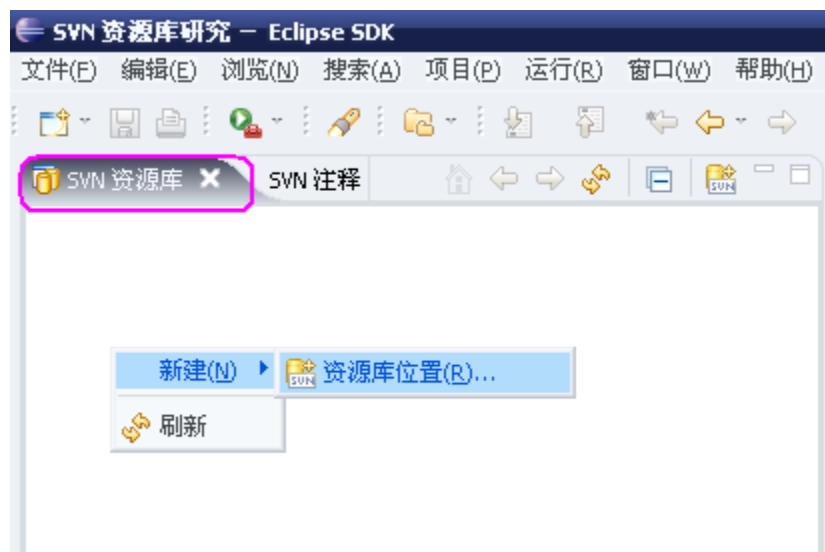 SVN 资源库研究 － Eclipse SDK
文件(F) 编辑(E) 浏览(N) 搜索(A) 项目(P) 运行(R) 窗口(W) 帮助(H)
SVN 资源库 SVN 注释
SVN
新建(N) SVN 资源库位置(R)...
刷新